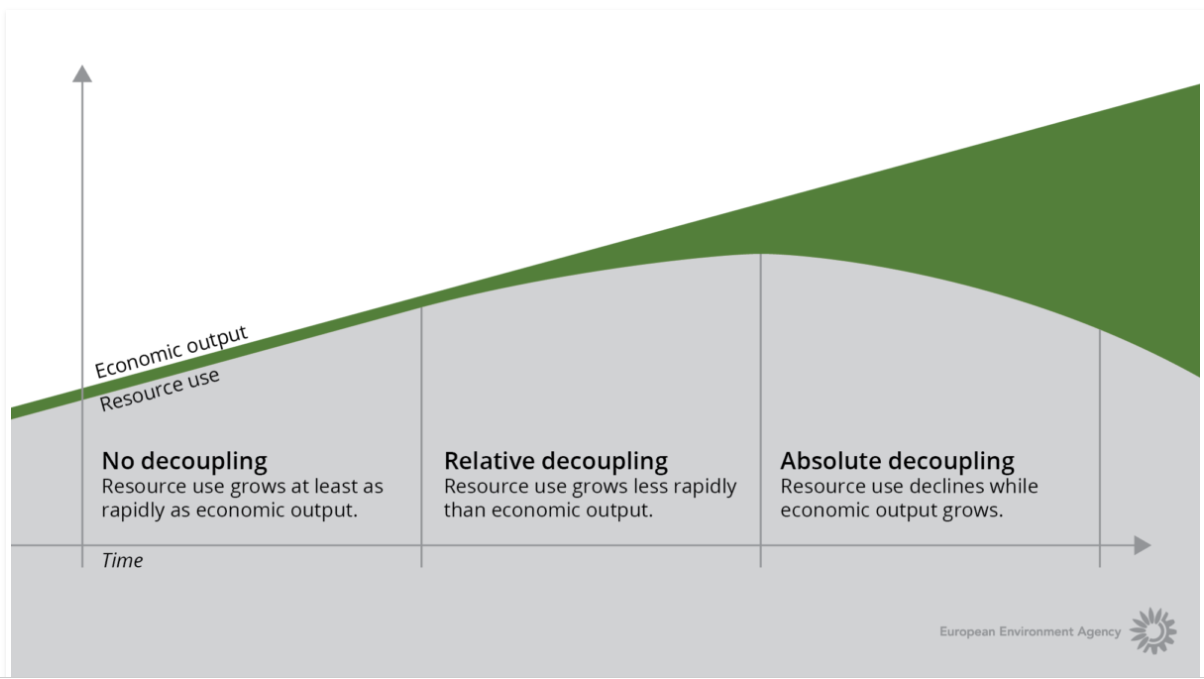 Economic output
Resource use
No decoupling
Resource use grows at least as
rapidly as economic output.
Relative decoupling
Resource use grows less rapidly
than economic output.
Absolute decoupling
Resource use declines while
economic output grows.
Time
European Environment Agency